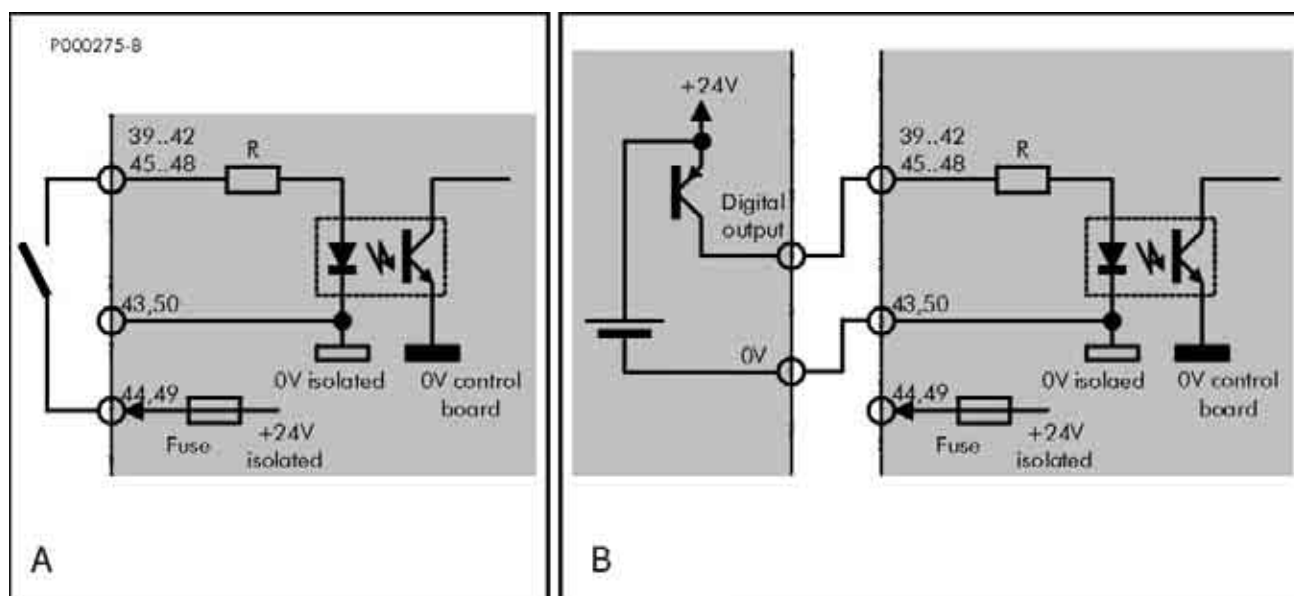 P000275-B
39..42
45..48
R
43,50
0V isolated
0V control
board
44,49
Fuse
+24V
isolated
A
+24V
Digital
output
0V
39..42
45..48
R
43,50
0V isolaed
0V control
board
44,49
Fuse
+24V
isolated
B